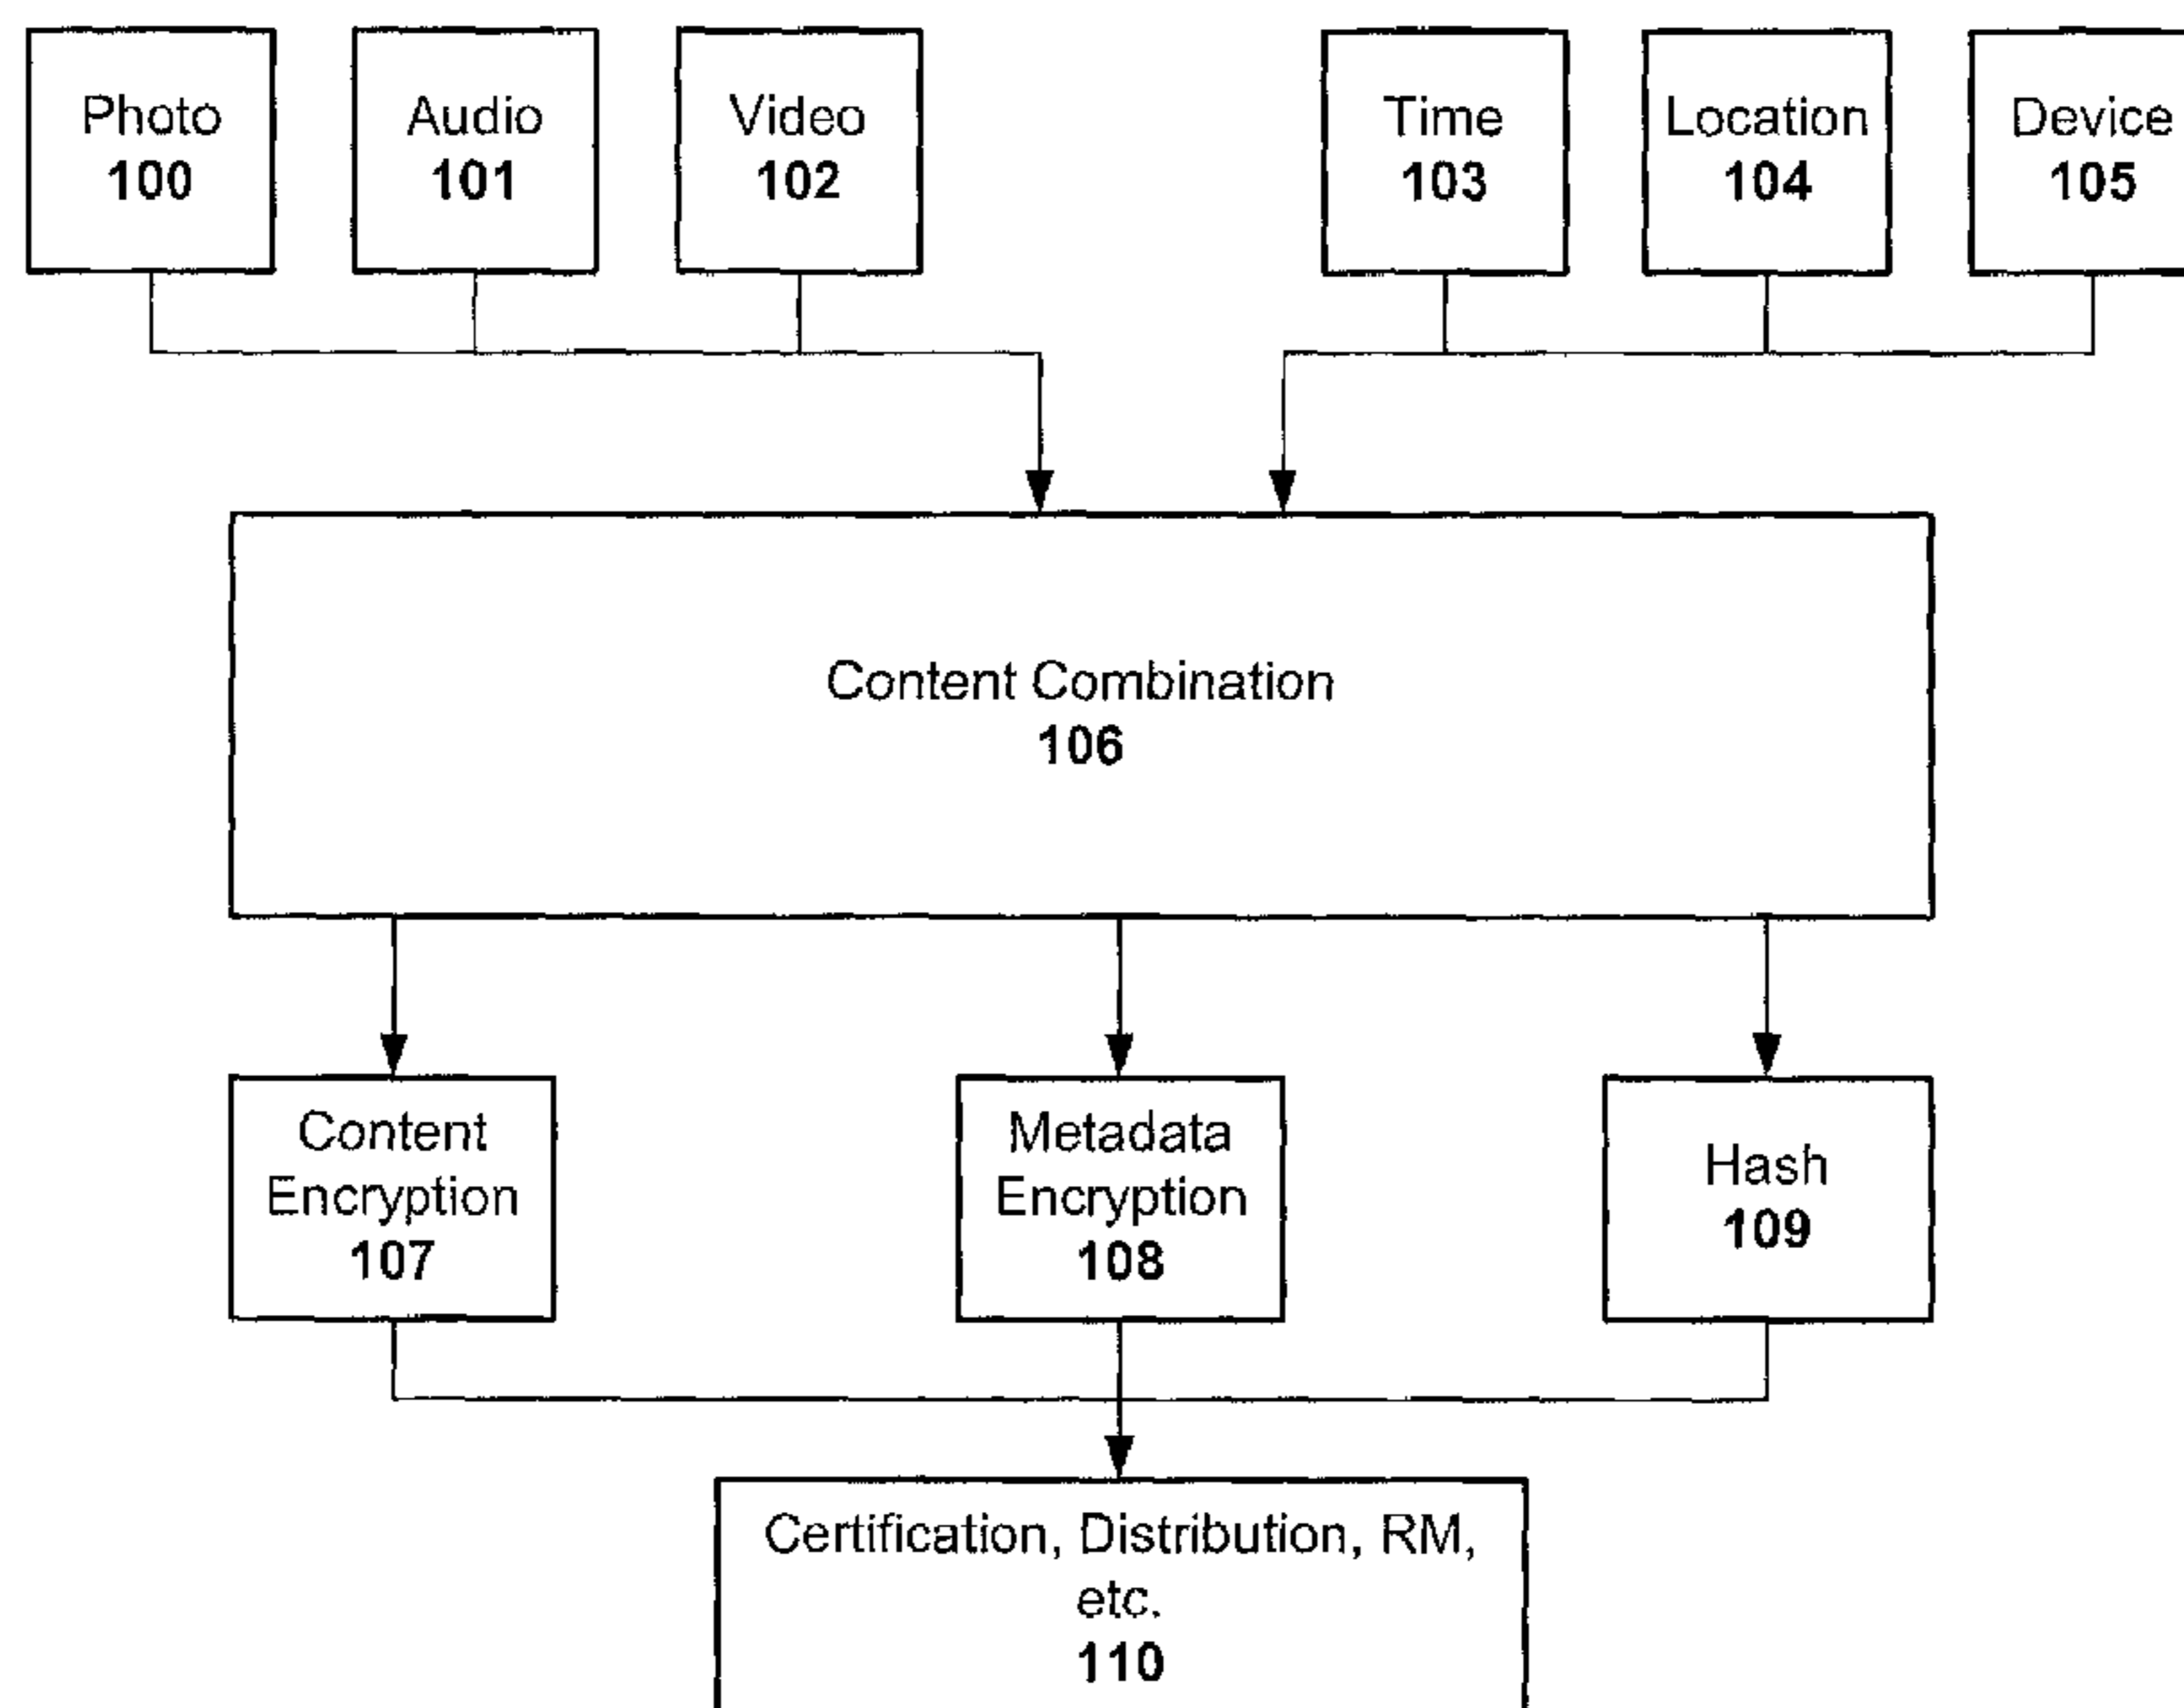 Photo
100
Audio
101
Video
102
Time
103
Location
104
Device
105
Content Combination
106
Content
Encryption
107
Metadata
Encryption
108
Hash
109
Certification, Distribution, RM,
etc.
110